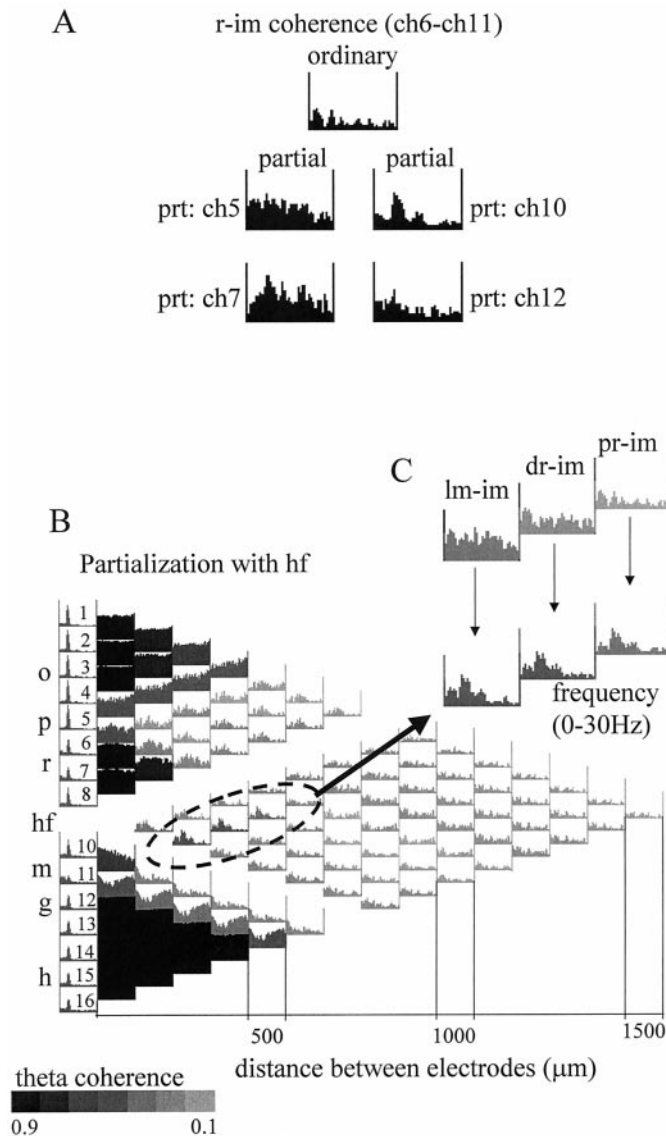 A
r-im coherence (ch6-ch11)
ordinary
partial partial
prt: ch5 prt: ch10
prt: ch7 prt: ch12
C
pr-im
dr-im
lm-im
B
Partialization with hf
frequency
(0-30Hz)
1
2
o 3
4
p 5
6
r 7
8
hf
10
m 11
g 12
13
14
h 15
16
500 1000 1500
distance between electrodes (μm)
theta coherence
0.9 0.1